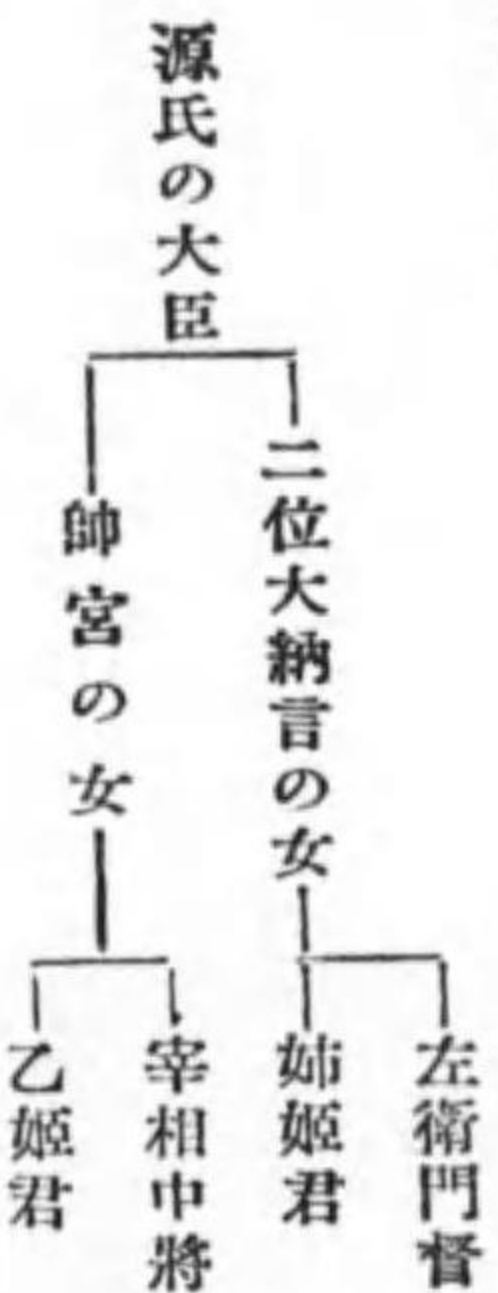 源氏の大臣
二位大納言の女
帥宮の女
左衛門督
姉姫君
宰相中將
乙姫君